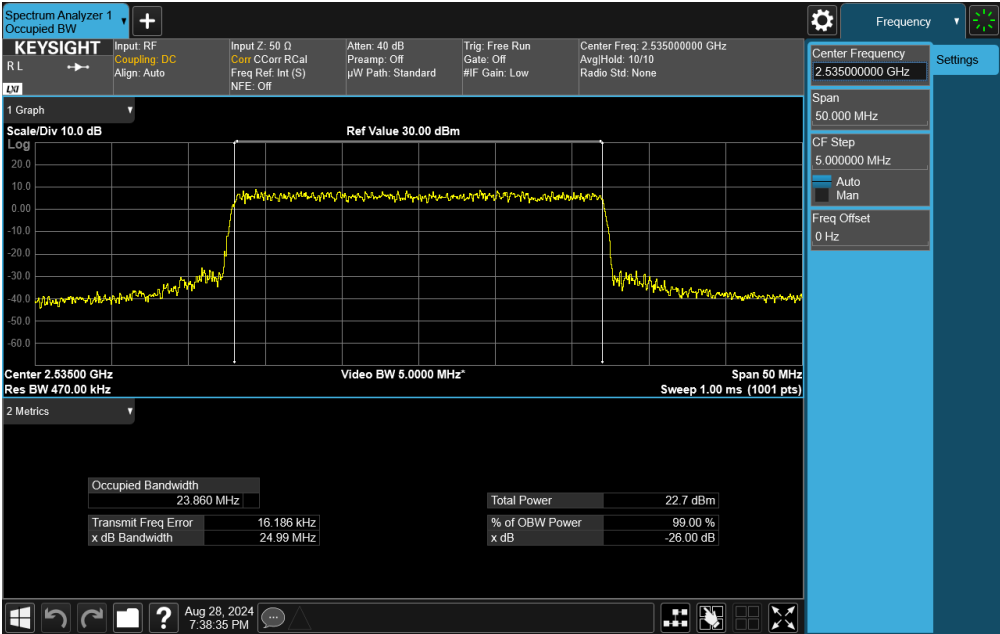 Spectrum Analyzer 1
Occupied BW
+
Frequency
KEYSIGHT
R L
LXI
Input: RF
Coupling: DC
Align: Auto
Input Z: 50 Ω
Corr CCorr RCal
Freq Ref: Int (S)
NFE: Off
Atten: 40 dB
Preamp: Off
µW Path: Standard
Trig: Free Run
Gate: Off
#IF Gain: Low
Center Freq: 2.535000000 GHz
Avg|Hold: 10/10
Radio Std: None
Center Frequency
2.535000000 GHz
Settings
Span
50.000 MHz
CF Step
5.000000 MHz
Auto
Man
Freq Offset
0 Hz
1 Graph
Scale/Div 10.0 dB
Ref Value 30.00 dBm
Log
20.0
10.0
0.00
-10.0
-20.0
-30.0
-40.0
-50.0
-60.0
Center 2.53500 GHz
Video BW 5.0000 MHz*
Span 50 MHz
Res BW 470.00 kHz
Sweep 1.00 ms (1001 pts)
2 Metrics
Occupied Bandwidth
23.860 MHz
Total Power 22.7 dBm
Transmit Freq Error 16.186 kHz
% of OBW Power 99.00 %
x dB Bandwidth 24.99 MHz
x dB -26.00 dB
?
Aug 28, 2024
7:38:35 PM